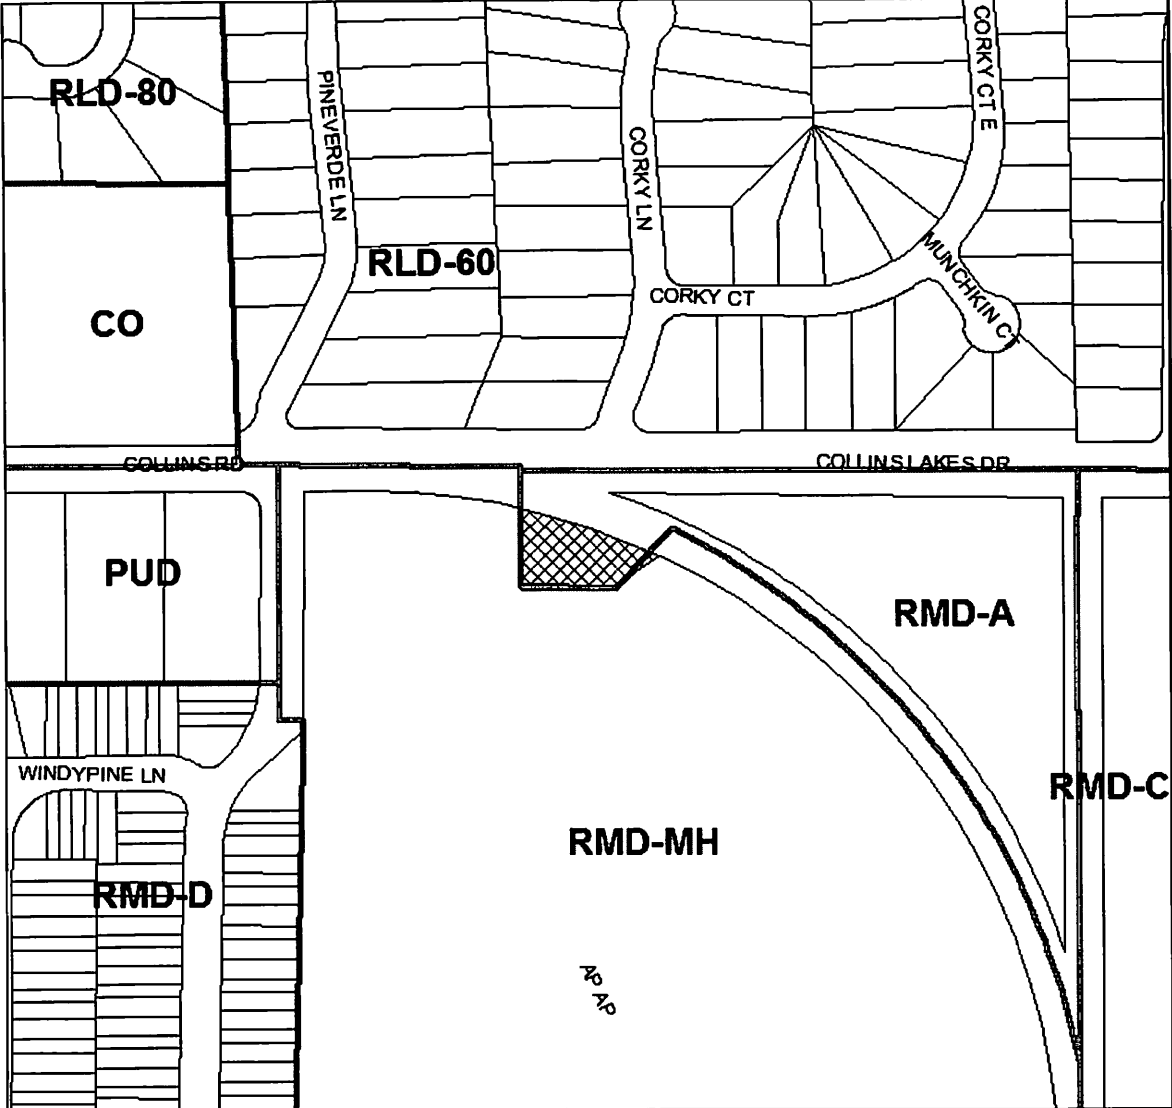 RLD-80
PINEVERDE LN
CORKY LN
CORKY CT E
MUNCHKIN CT
RLD-60
CORKY CT
CO
COLLINS RD
COLLINS LAKES DR
PUD
RMD-A
WINDYPINE LN
RMD-C
RMD-MH
RMD-D
AP AP